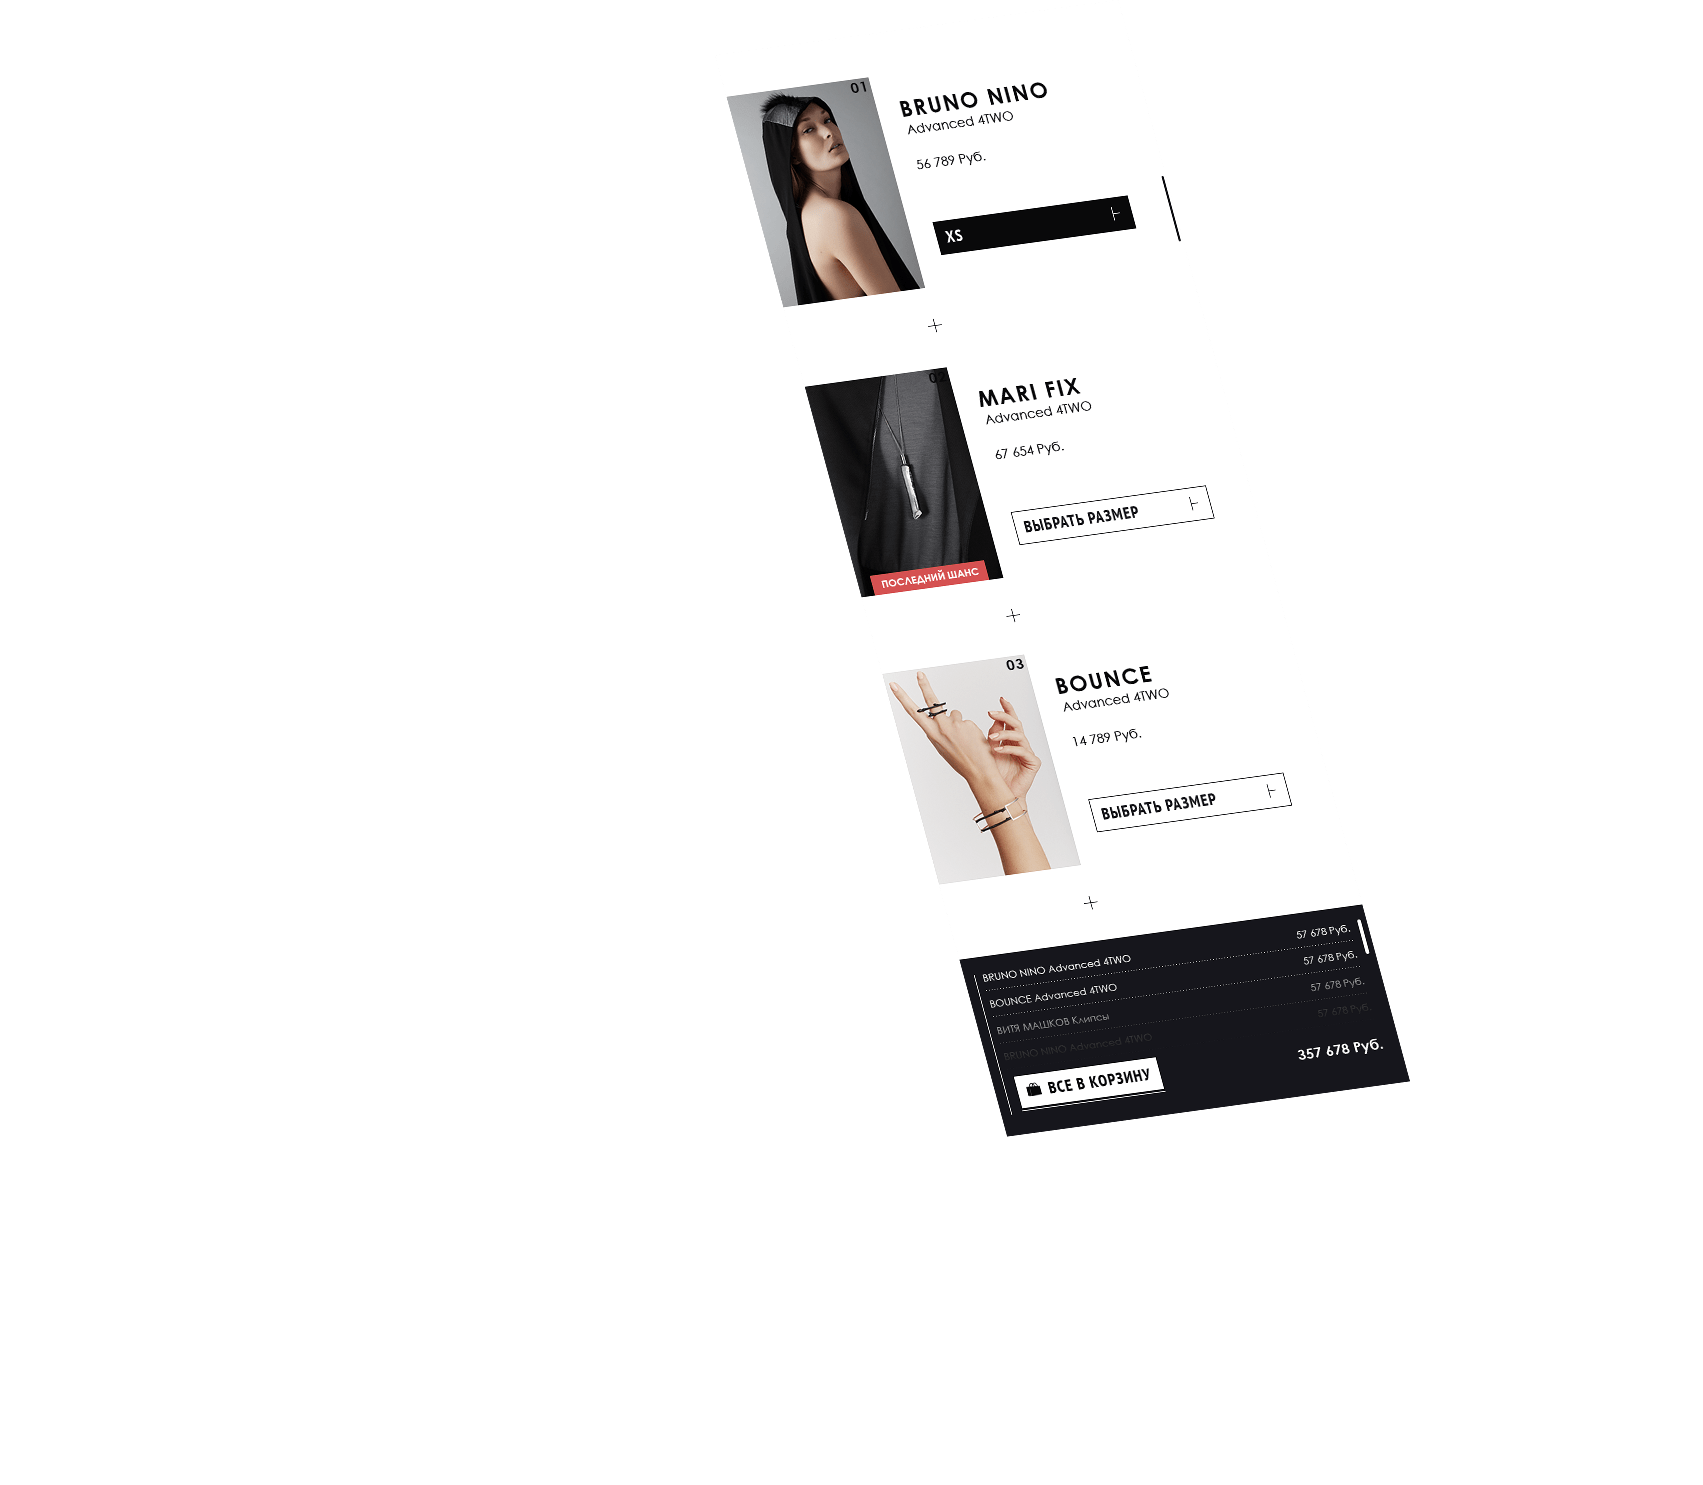 01
BRUNO NINO
Advanced 4TWO
56 789 Руб.
XS
02
MARI FIX
Advanced 4TWO
67 654 Руб.
ВЫБРАТЬ РАЗМЕР
ПОСЛЕДНИЙ ШАНС
03
BOUNCE
Advanced 4TWO
14 789 Руб.
ВЫБРАТЬ РАЗМЕР
BRUNO NINO Advanced 4TWO 57 678 Руб.
BOUNCE Advanced 4TWO 57 678 Руб.
ВИТЯ МАШКОВ Клипсы 57 678 Руб.
BRUNO NINO Advanced 4TWO 57 678 Руб.
357 678 Руб.
ВСЕ В КОРЗИНУ